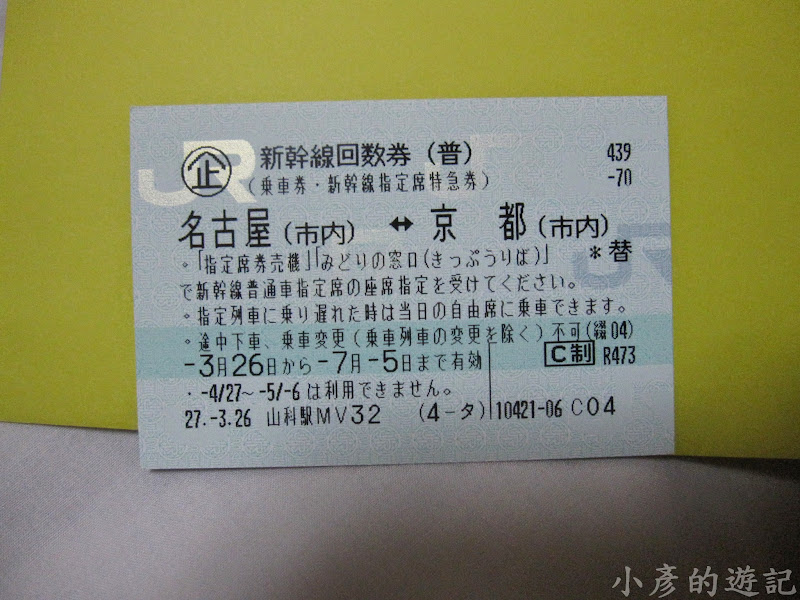 JR
企 新幹線回数券(普) 439
(乗車券・新幹線指定席特急券) -70
名古屋(市内) ↔ 京 都(市内)
*替
。「指定席券売機」「みどりの窓口(きっぷうりば)」
で新幹線普通車指定席の座席指定を受けてください。
・指定列車に乗り遅れた時は当日の自由席に乗車できます。
・途中下車、乗車変更(乗車列車の変更を除く)不可(綴04)
-3月26日から-7月-5日まで有効 C制 R473
・-4/27~-5/-6は利用できません。
27.-3.26 山科駅MV32 (4-タ) 10421-06 C04
小彥的遊記